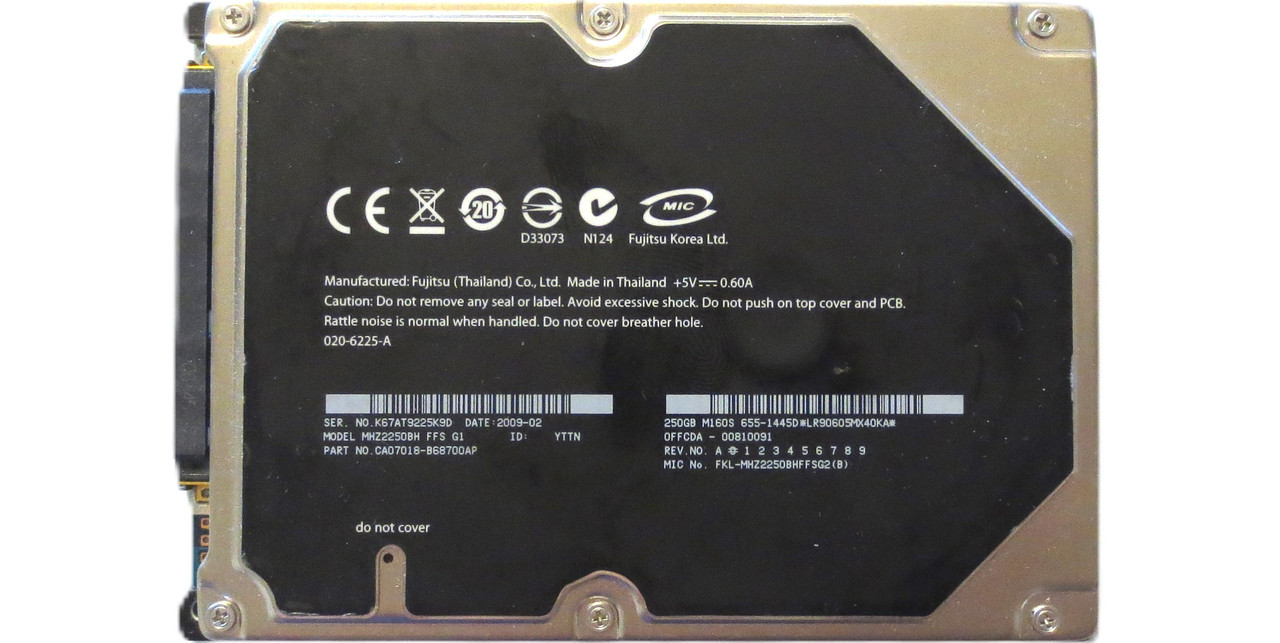 CE 20 MIC
D33073 N124 Fujitsu Korea Ltd.
Manufactured: Fujitsu (Thailand) Co., Ltd. Made in Thailand +5V⎓0.60A
Caution: Do not remove any seal or label. Avoid excessive shock. Do not push on top cover and PCB.
Rattle noise is normal when handled. Do not cover breather hole.
020-6225-A
SER. NO.K67AT9225K9D DATE:2009-02
MODEL MHZ2250BH FFS G1 ID: YTTN
PART NO.CA07018-B68700AP
250GB M160S 655-1445D*LR90605MX40KA*
OFFCDA - 00810091
REV.NO. A # 1 2 3 4 5 6 7 8 9
MIC No. FKL-MHZ2250BHFFSG2(B)
do not cover